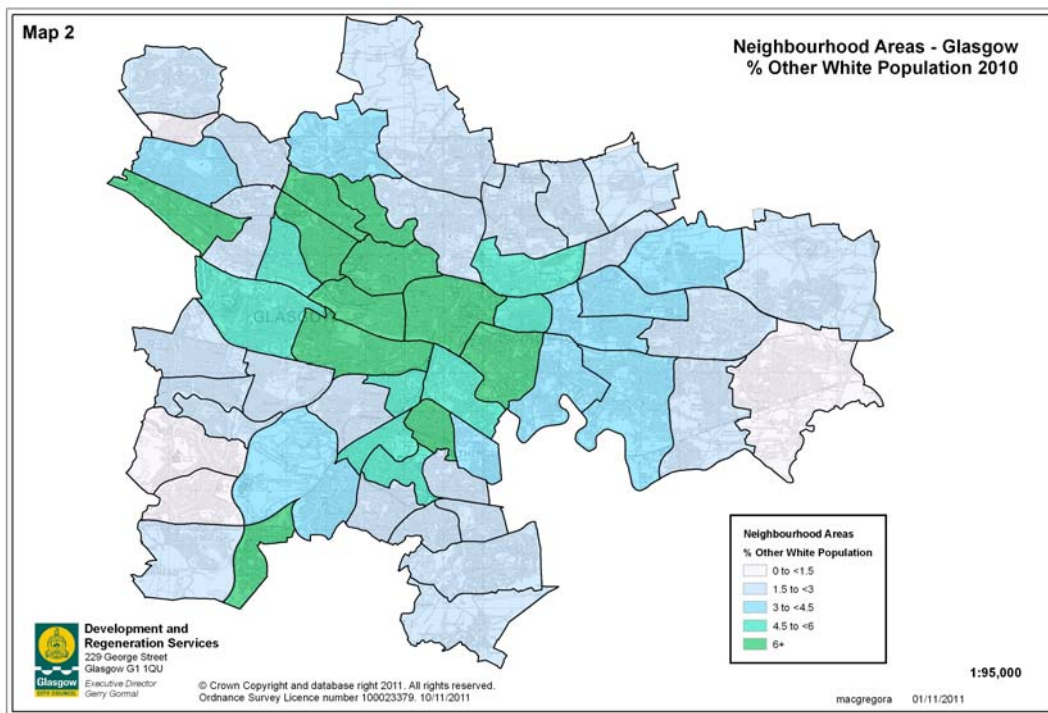 Map 2
Neighbourhood Areas - Glasgow
% Other White Population 2010
GLASGOW
Neighbourhood Areas
% Other White Population
0 to <1.5
1.5 to <3
3 to <4.5
4.5 to <6
6+
Glasgow
CITY COUNCIL
Development and
Regeneration Services
229 George Street
Glasgow G1 1QU
Executive Director
Gerry Gormal
© Crown Copyright and database right 2011. All rights reserved.
Ordnance Survey Licence number 100023379. 10/11/2011
1:95,000
macgregora 01/11/2011